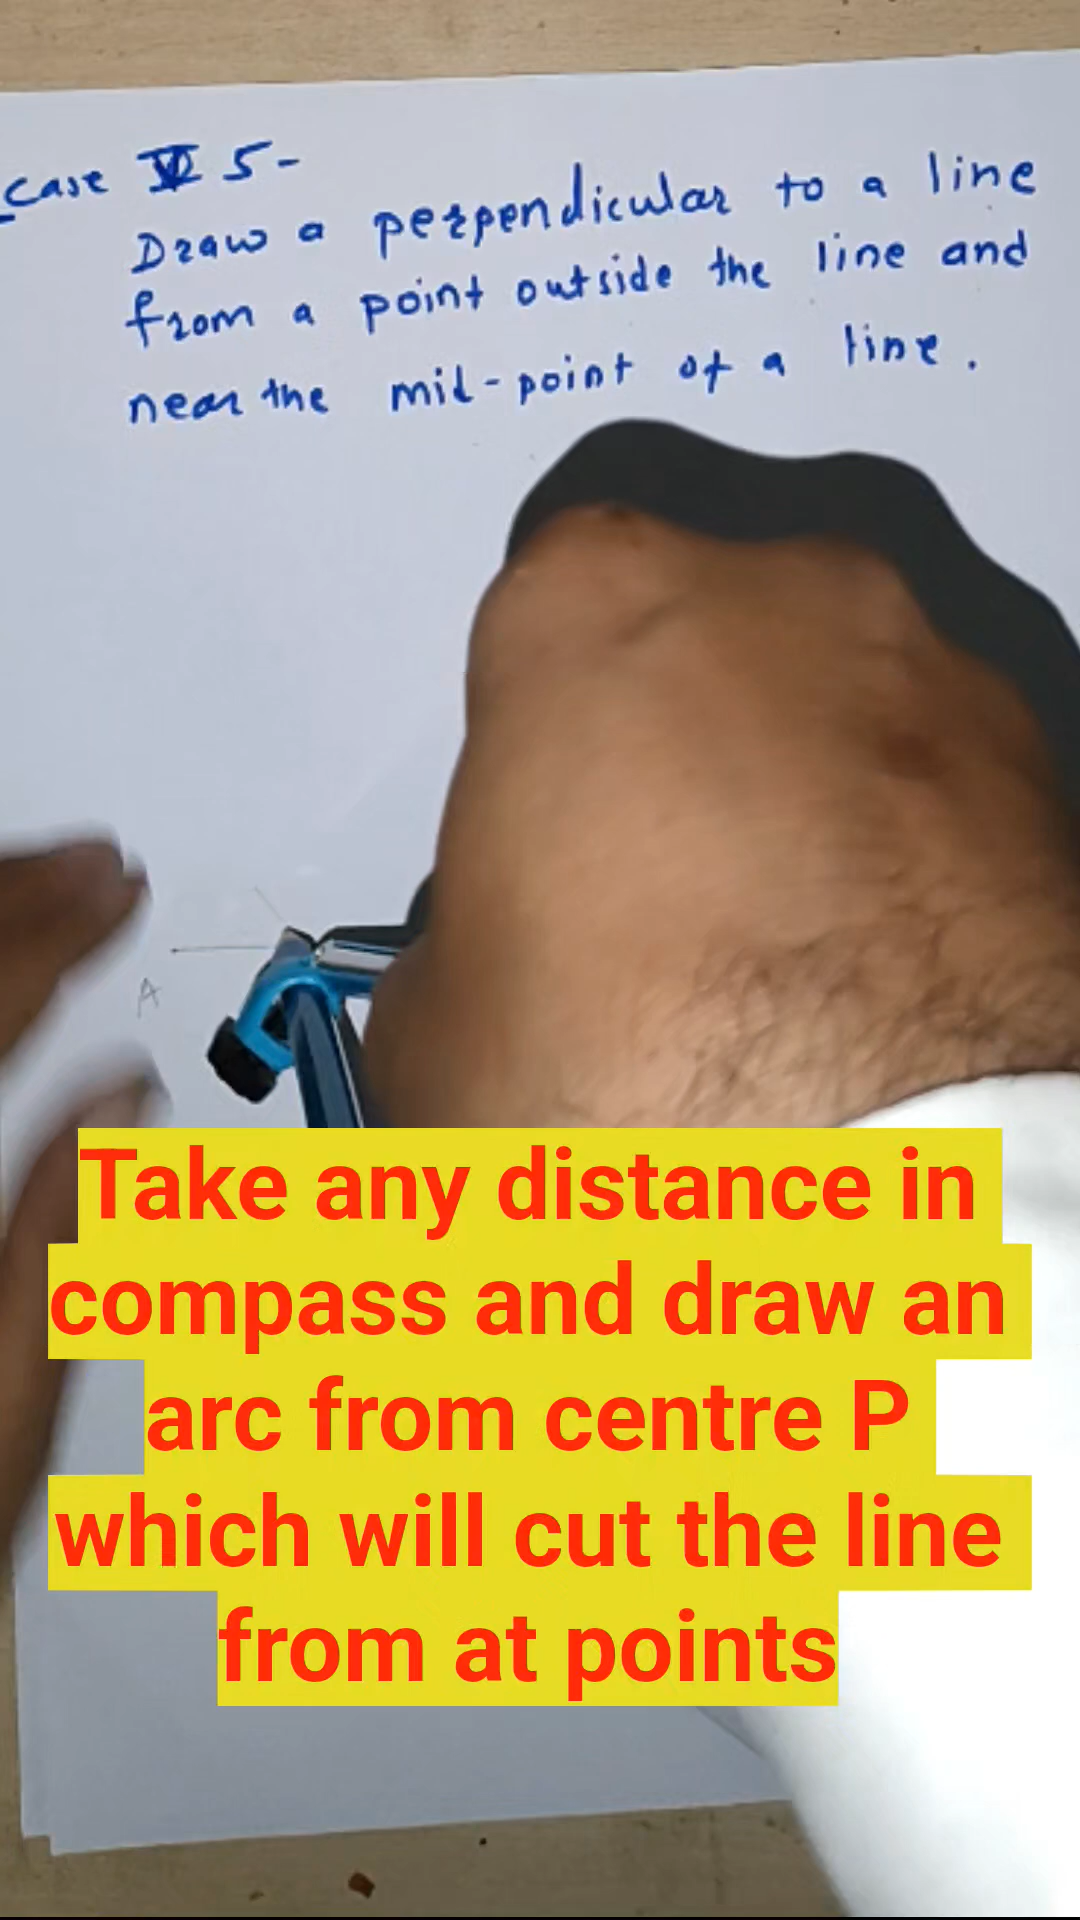 Case 5-
Draw a perpendicular to a line
from a point outside the line and
near the mid-point of a line.
A
Take any distance in
compass and draw an
arc from centre P
which will cut the line
from at points